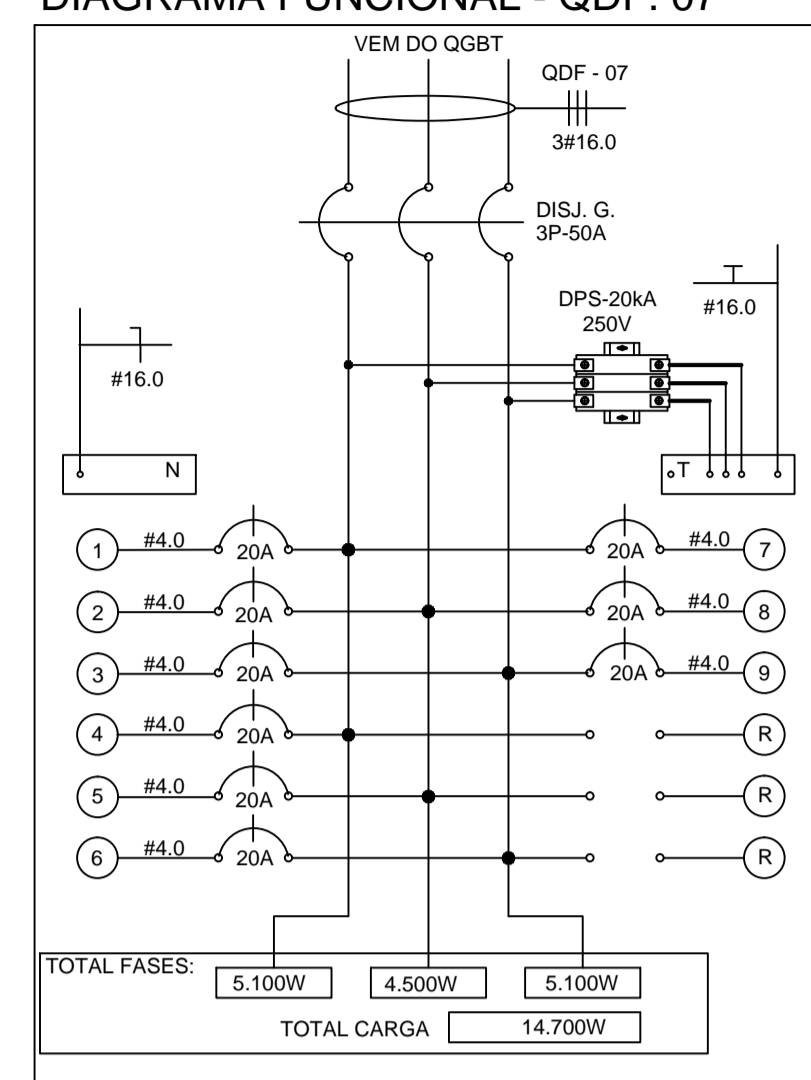 DIAGRAMA FUNCIONAL - QDF: 07
VEM DO QGBT
QDF - 07
3#16.0
DISJ. G.
3P-50A
DPS-20kA
250V
#16.0
#16.0
N
T
1 #4.0 20A 20A #4.0 7
2 #4.0 20A 20A #4.0 8
3 #4.0 20A 20A #4.0 9
4 #4.0 20A R
5 #4.0 20A R
6 #4.0 20A R
TOTAL FASES:
5.100W 4.500W 5.100W
TOTAL CARGA 14.700W